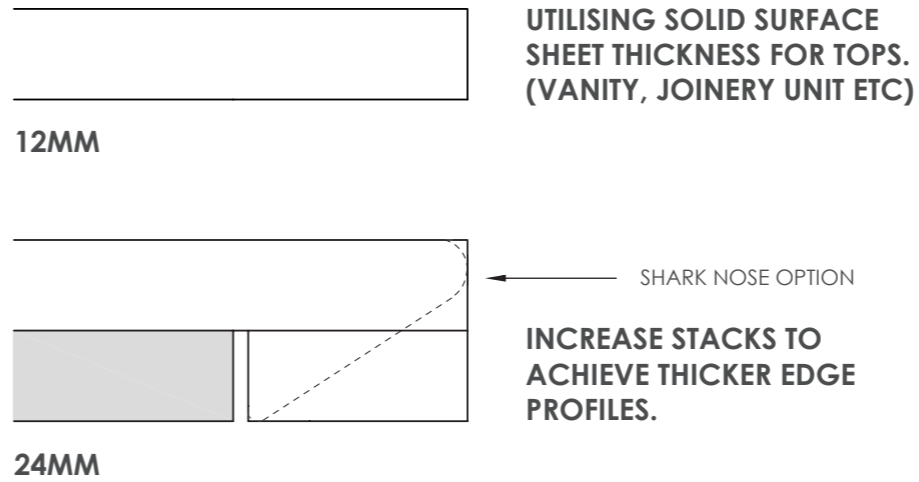 UTILISING SOLID SURFACE
SHEET THICKNESS FOR TOPS.
(VANITY, JOINERY UNIT ETC)
12MM
SHARK NOSE OPTION
INCREASE STACKS TO
ACHIEVE THICKER EDGE
PROFILES.
24MM